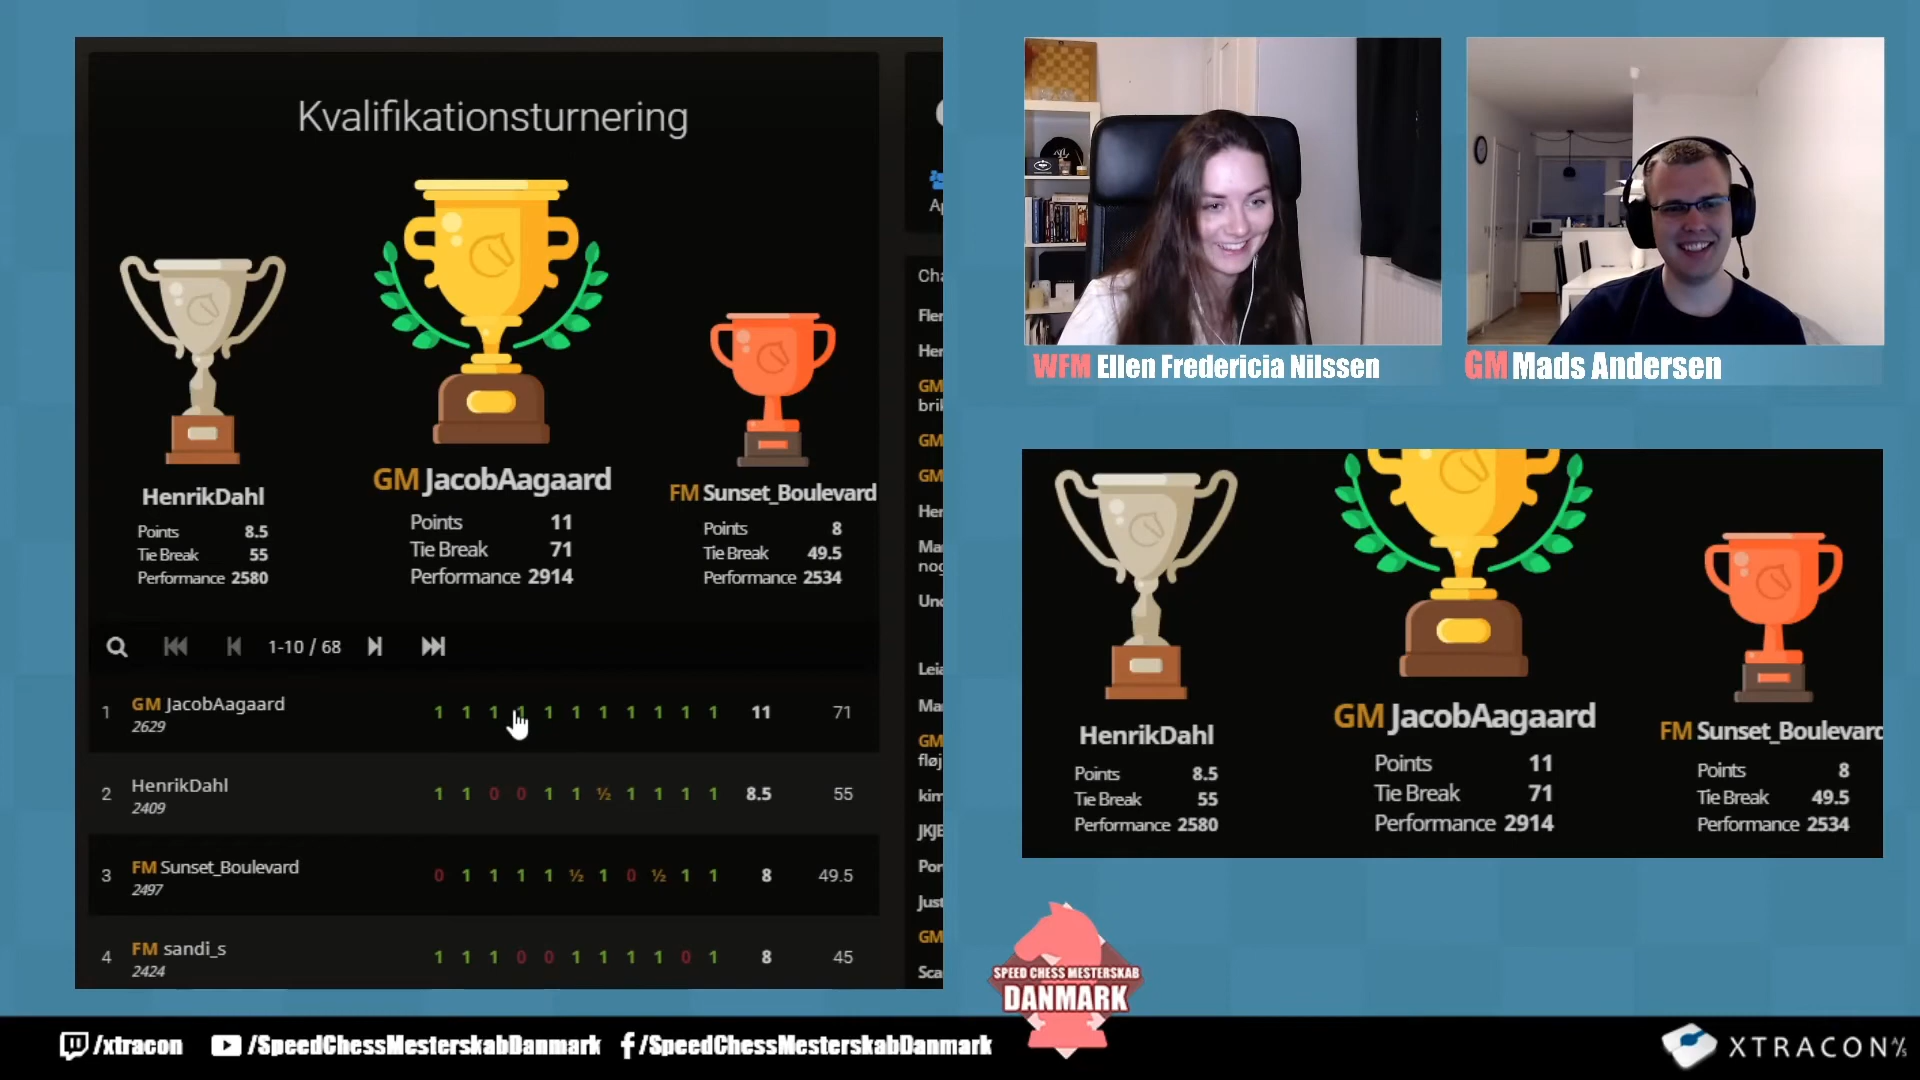 Kvalifikationsturnering
HenrikDahl
Points 8.5
Tie Break 55
Performance 2580
GM JacobAagaard
Points 11
Tie Break 71
Performance 2914
FM Sunset_Boulevard
Points 8
Tie Break 49.5
Performance 2534
1-10 / 68
1 GM JacobAagaard 1 1 1 1 1 1 1 1 1 1 1 11 71
2629
2 HenrikDahl 1 1 0 0 1 1 ½ 1 1 1 1 8.5 55
2409
3 FM Sunset_Boulevard 0 1 1 1 1 ½ 1 0 ½ 1 1 8 49.5
2497
4 FM sandi_s 1 1 1 0 0 1 1 1 1 0 1 8 45
2424
GM
GM
GM
GM
GM
WFM Ellen Fredericia Nilssen
GM Mads Andersen
HenrikDahl
Points 8.5
Tie Break 55
Performance 2580
GM JacobAagaard
Points 11
Tie Break 71
Performance 2914
FM Sunset_Boulevard
Points 8
Tie Break 49.5
Performance 2534
SPEED CHESS MESTERSKAB
DANMARK
/xtracon
/SpeedChessMesterskabDanmark
/SpeedChessMesterskabDanmark
XTRACON A/S